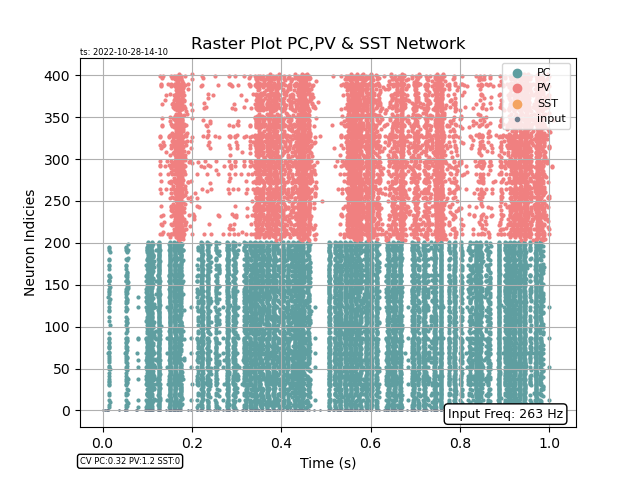 ts: 2022-10-28-14-10
Raster Plot PC,PV & SST Network
PC
PV
SST
input
400
350
300
250
200
150
100
50
0
Neuron Indicies
Input Freq: 263 Hz
0.0 0.2 0.4 0.6 0.8 1.0
Time (s)
CV PC:0.32 PV:1.2 SST:0